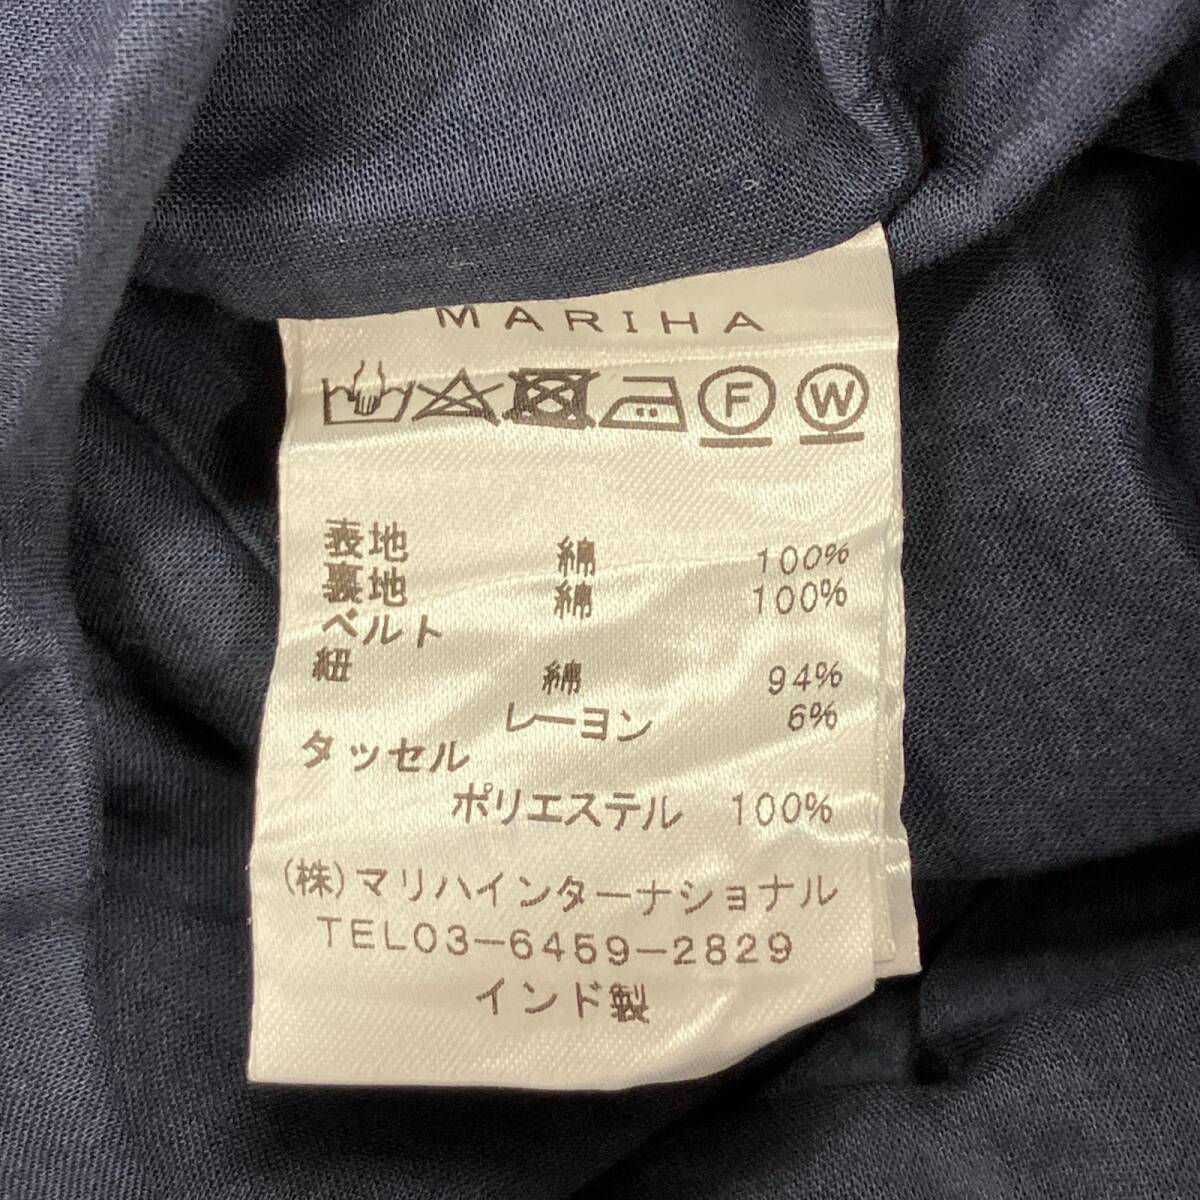 MARIHA
F W
表地 綿 100%
裏地 綿 100%
ベルト
紐 綿 94%
レーヨン 6%
タッセル
ポリエステル 100%
(株)マリハインターナショナル
TEL03-6459-2829
インド製